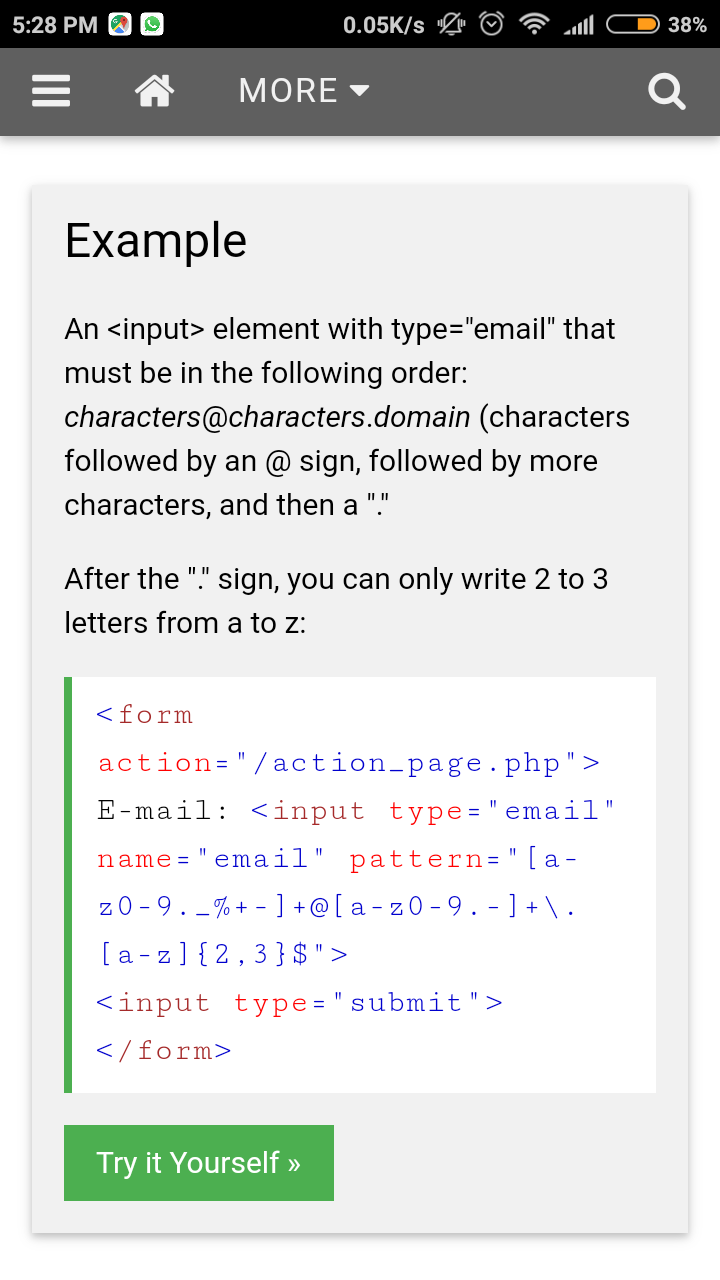 5:28 PM 0.05K/s 38%
MORE
Example
An <input> element with type="email" that
must be in the following order:
characters@characters.domain (characters
followed by an @ sign, followed by more
characters, and then a "."
After the "." sign, you can only write 2 to 3
letters from a to z:
<form
action="/action_page.php">
E-mail: <input type="email"
name="email" pattern="[a-
z0-9._%+-]+@[a-z0-9.-]+\.
[a-z]{2,3}$">
<input type="submit">
</form>
Try it Yourself »